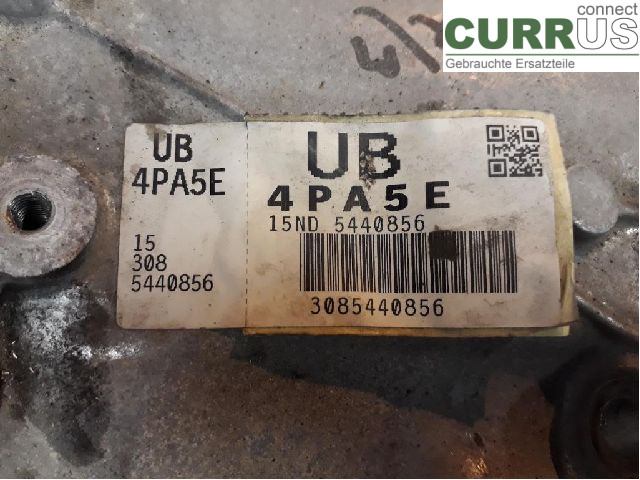 connect
CURRUS
Gebrauchte Ersatzteile
UB
4PA5E
15
308
5440856
UB
4PA5E
15ND 5440856
3085440856